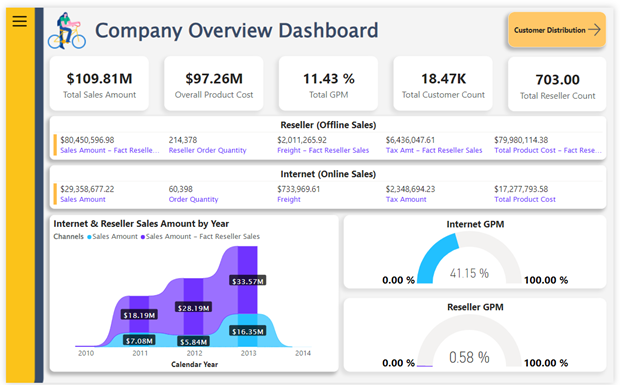 Company Overview Dashboard
Customer Distribution
$109.81M
Total Sales Amount
$97.26M
Overall Product Cost
11.43 %
Total GPM
18.47K
Total Customer Count
703.00
Total Reseller Count
Reseller (Offline Sales)
$80,450,596.98 214,378 $2,011,265.92 $6,436,047.61 $79,980,114.38
Sales Amount - Fact Reselle... Reseller Order Quantity Freight - Fact Reseller Sales Tax Amt - Fact Reseller Sales Total Product Cost - Fact Rese...
Internet (Online Sales)
$29,358,677.22 60,398 $733,969.61 $2,348,694.23 $17,277,793.58
Sales Amount Order Quantity Freight Tax Amount Total Product Cost
Internet & Reseller Sales Amount by Year
Channels Sales Amount Sales Amount - Fact Reseller Sales
$33.57M
$28.19M
$18.19M
$16.35M
$7.08M $5.84M
2010 2011 2012 2013 2014
Calendar Year
Internet GPM
41.15 %
0.00 % 100.00 %
Reseller GPM
0.58 %
0.00 % 100.00 %